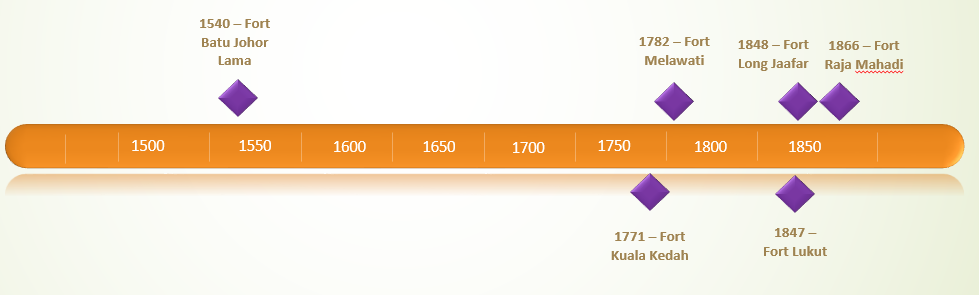 1540 – Fort
Batu Johor
Lama
1782 – Fort
Melawati
1848 – Fort
Long Jaafar
1866 – Fort
Raja Mahadi
1500 1550 1600 1650 1700 1750 1800 1850
1771 – Fort
Kuala Kedah
1847 –
Fort Lukut